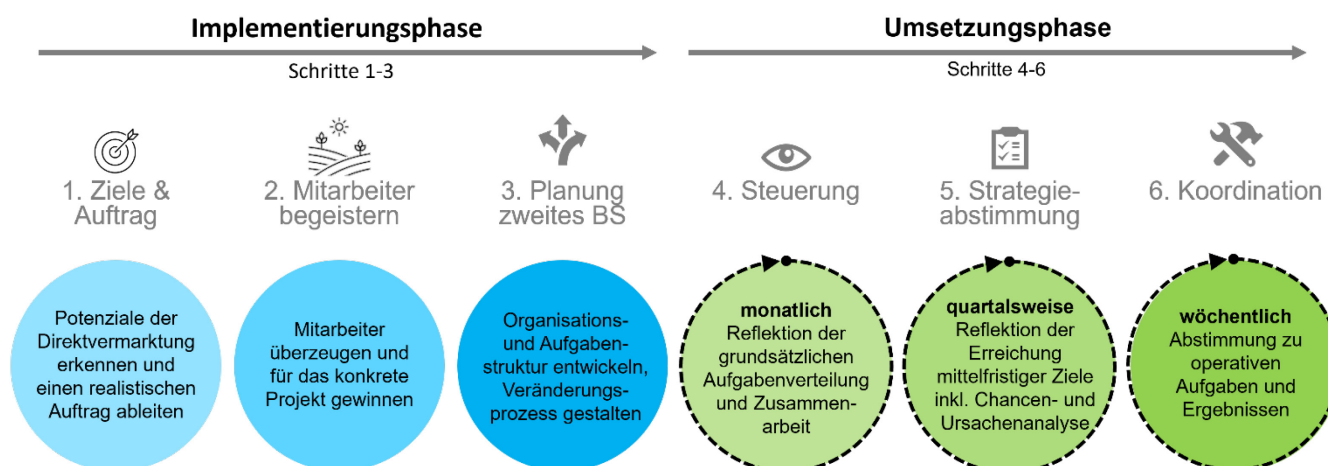 Implementierungsphase
Schritte 1-3
Umsetzungsphase
Schritte 4-6
1. Ziele &
Auftrag
2. Mitarbeiter
begeistern
3. Planung
zweites BS
4. Steuerung
5. Strategie-
abstimmung
6. Koordination
Potenziale der
Direktvermarktung
erkennen und
einen realistischen
Auftrag ableiten
Mitarbeiter
überzeugen und
für das konkrete
Projekt gewinnen
Organisations-
und Aufgaben-
struktur entwickeln,
Veränderungs-
prozess gestalten
monatlich
Reflektion der
grundsätzlichen
Aufgabenverteilung
und Zusammen-
arbeit
quartalsweise
Reflektion der
Erreichung
mittelfristiger Ziele
inkl. Chancen- und
Ursachenanalyse
wöchentlich
Abstimmung zu
operativen
Aufgaben und
Ergebnissen